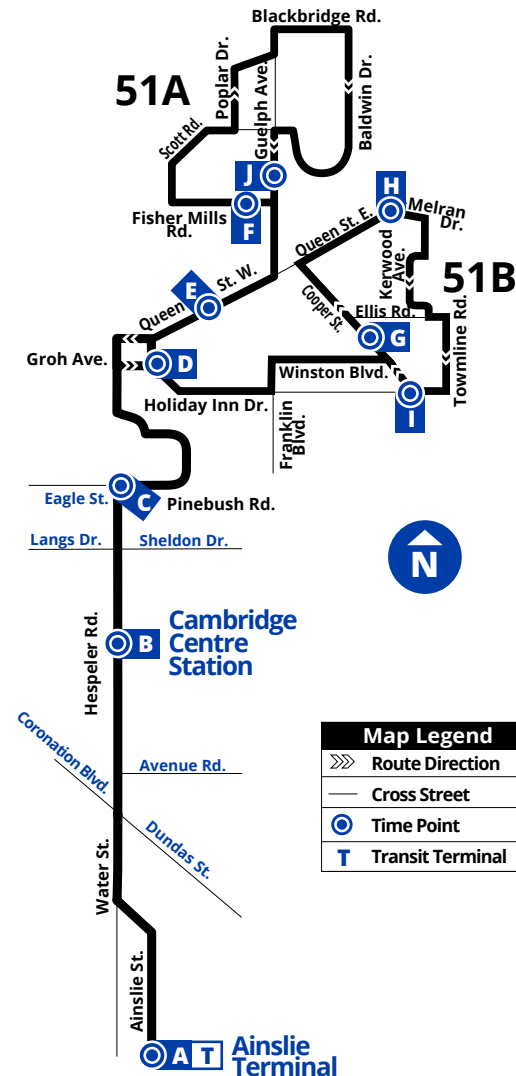 Blackbridge Rd.
51A
Poplar Dr.
Guelph Ave.
Baldwin Dr.
Scott Rd.
J
H
Fisher Mills
Rd.
F
Queen St. E.
Melran
Dr.
Kerwood
Ave.
51B
E
Queen
St. W.
Cooper St.
Ellis Rd.
Towmline Rd.
Groh Ave.
D
G
Winston Blvd.
Holiday Inn Dr.
I
Franklin
Blvd.
Eagle St.
C
Pinebush Rd.
Langs Dr.
Sheldon Dr.
N
Hespeler Rd.
B
Cambridge
Centre
Station
Coronation Blvd.
Avenue Rd.
Dundas St.
Map Legend
Route Direction
Cross Street
Time Point
T
Transit Terminal
Water St.
Ainslie St.
A
T
Ainslie
Terminal